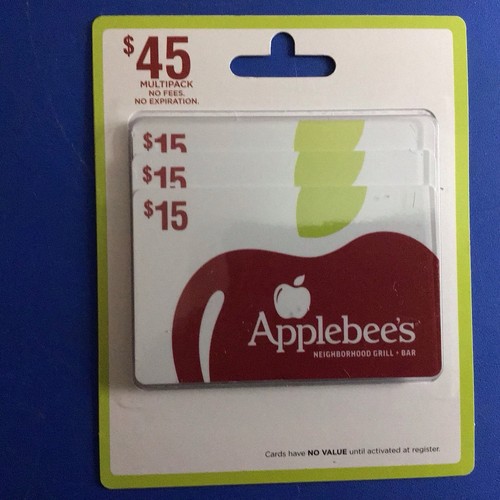 $45
MULTIPACK
NO FEES.
NO EXPIRATION.
$15
$15
$15
Applebee's
NEIGHBORHOOD GRILL • BAR
Cards have NO VALUE until activated at register.